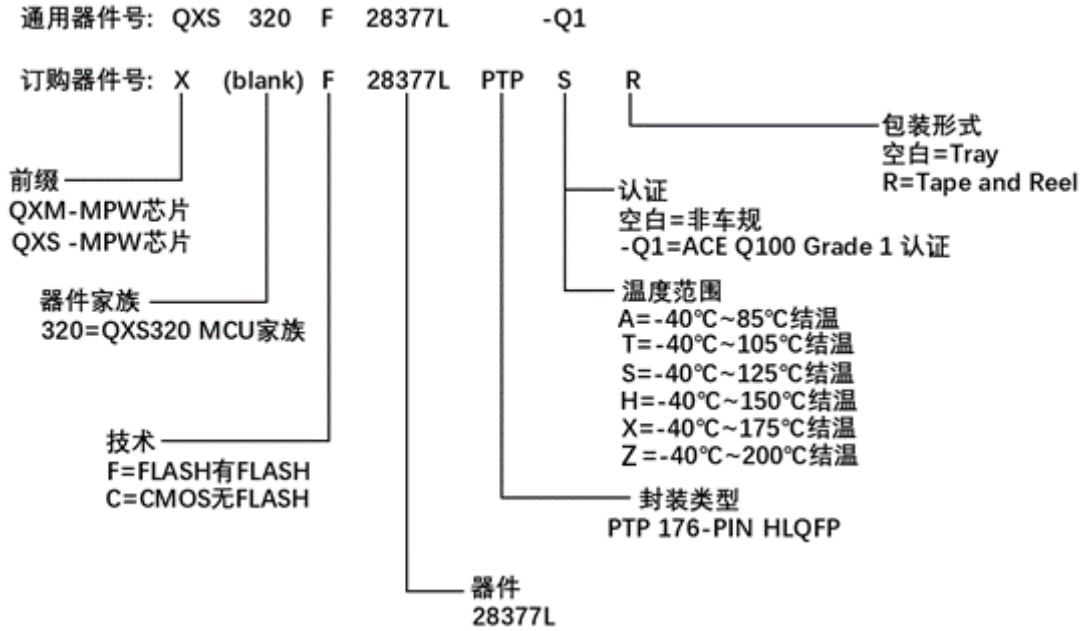 通用器件号: QXS 320 F 28377L -Q1
订购器件号: X (blank) F 28377L PTP S R
包装形式
空白=Tray
R=Tape and Reel
前缀
QXM-MPW芯片
QXS -MPW芯片
认证
空白=非车规
-Q1=ACE Q100 Grade 1 认证
器件家族
320=QXS320 MCU家族
温度范围
A=-40℃~85℃结温
T=-40℃~105℃结温
S=-40℃~125℃结温
H=-40℃~150℃结温
X=-40℃~175℃结温
Z=-40℃~200℃结温
技术
F=FLASH有FLASH
C=CMOS无FLASH
封装类型
PTP 176-PIN HLQFP
器件
28377L